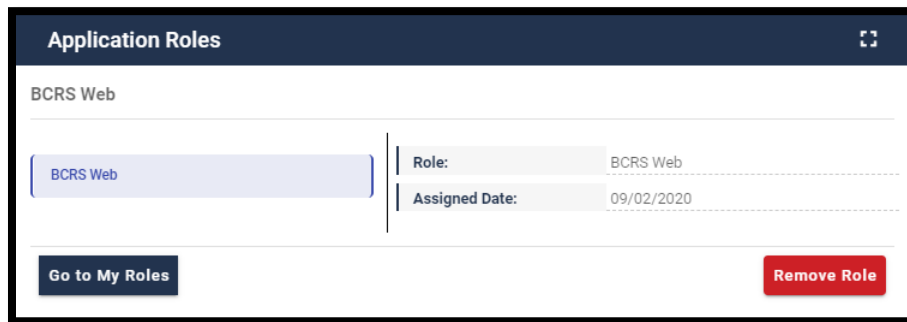 Application Roles
BCRS Web
BCRS Web
Role: BCRS Web
Assigned Date: 09/02/2020
Go to My Roles Remove Role